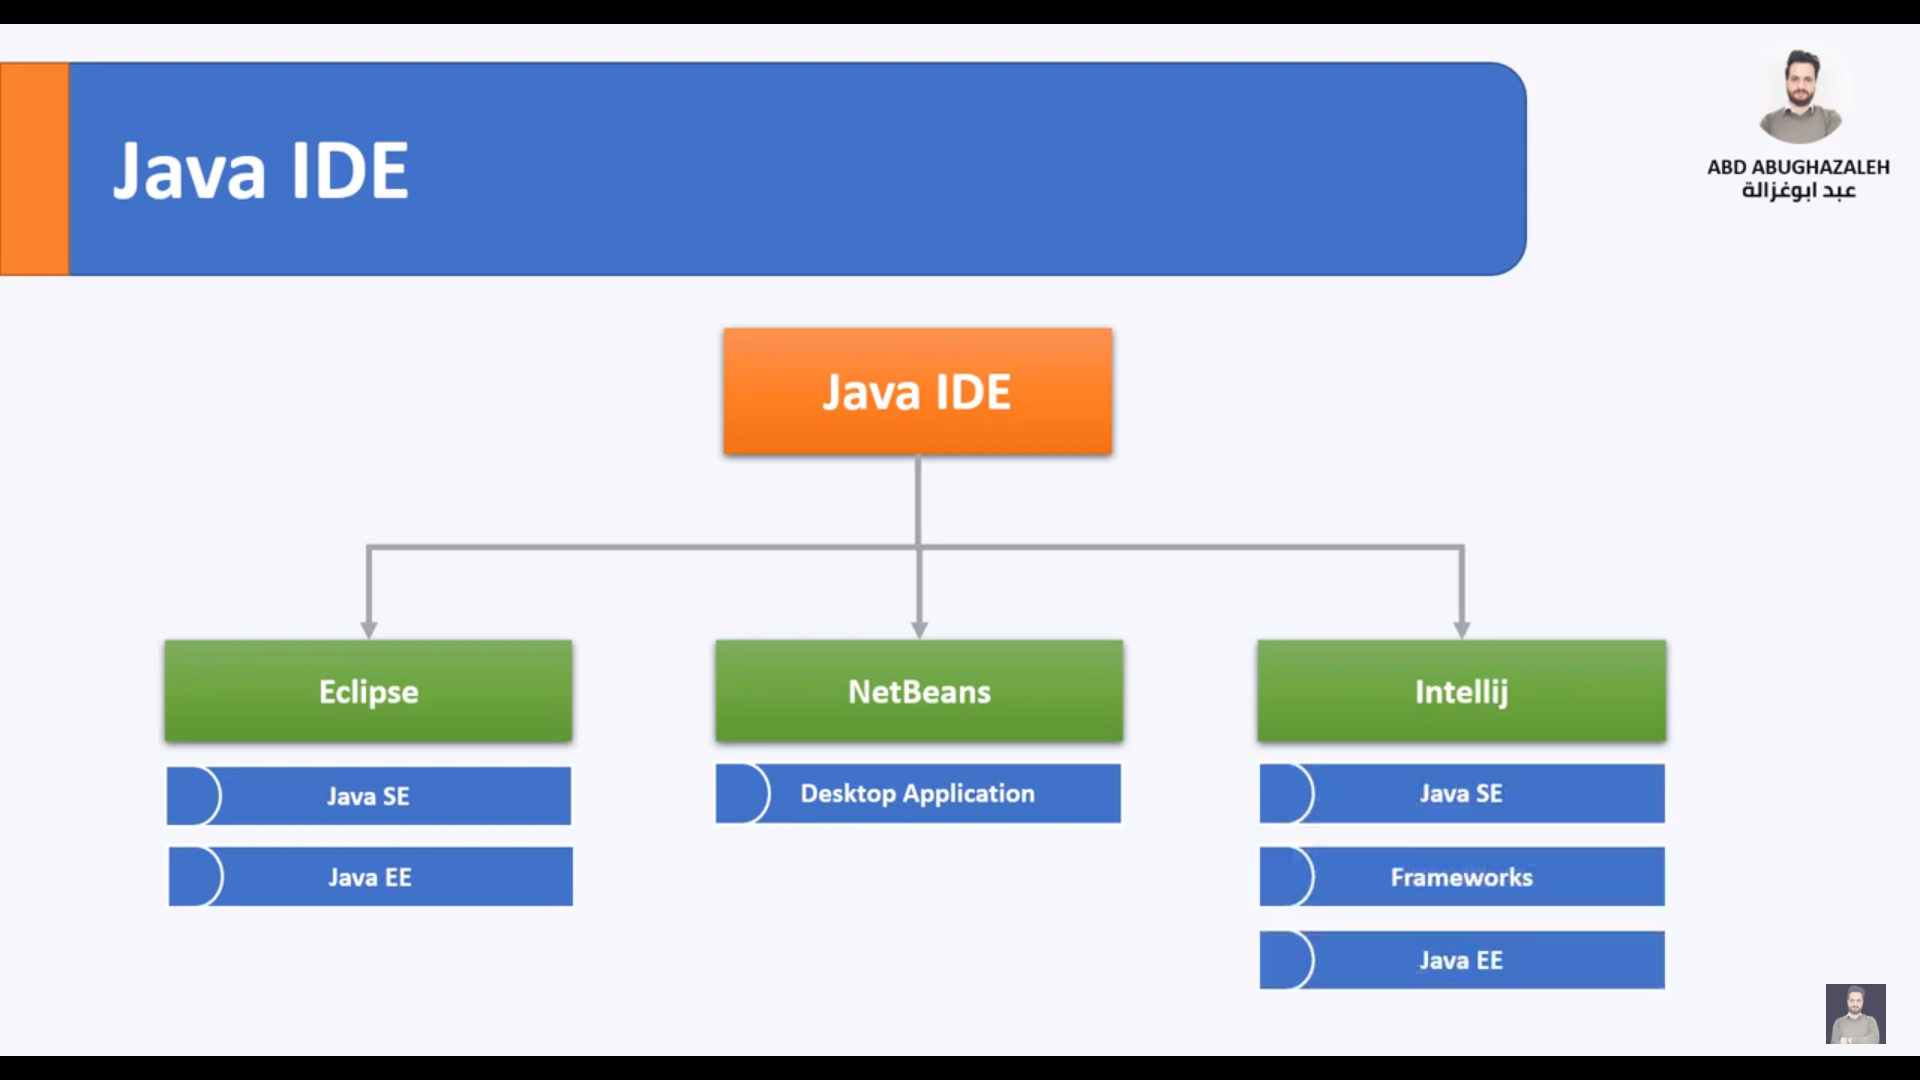 Java IDE
ABD ABUGHAZALEH
عبد ابوغزالة
Java IDE
Eclipse
NetBeans
Intellij
Java SE
Desktop Application
Java SE
Java EE
Frameworks
Java EE